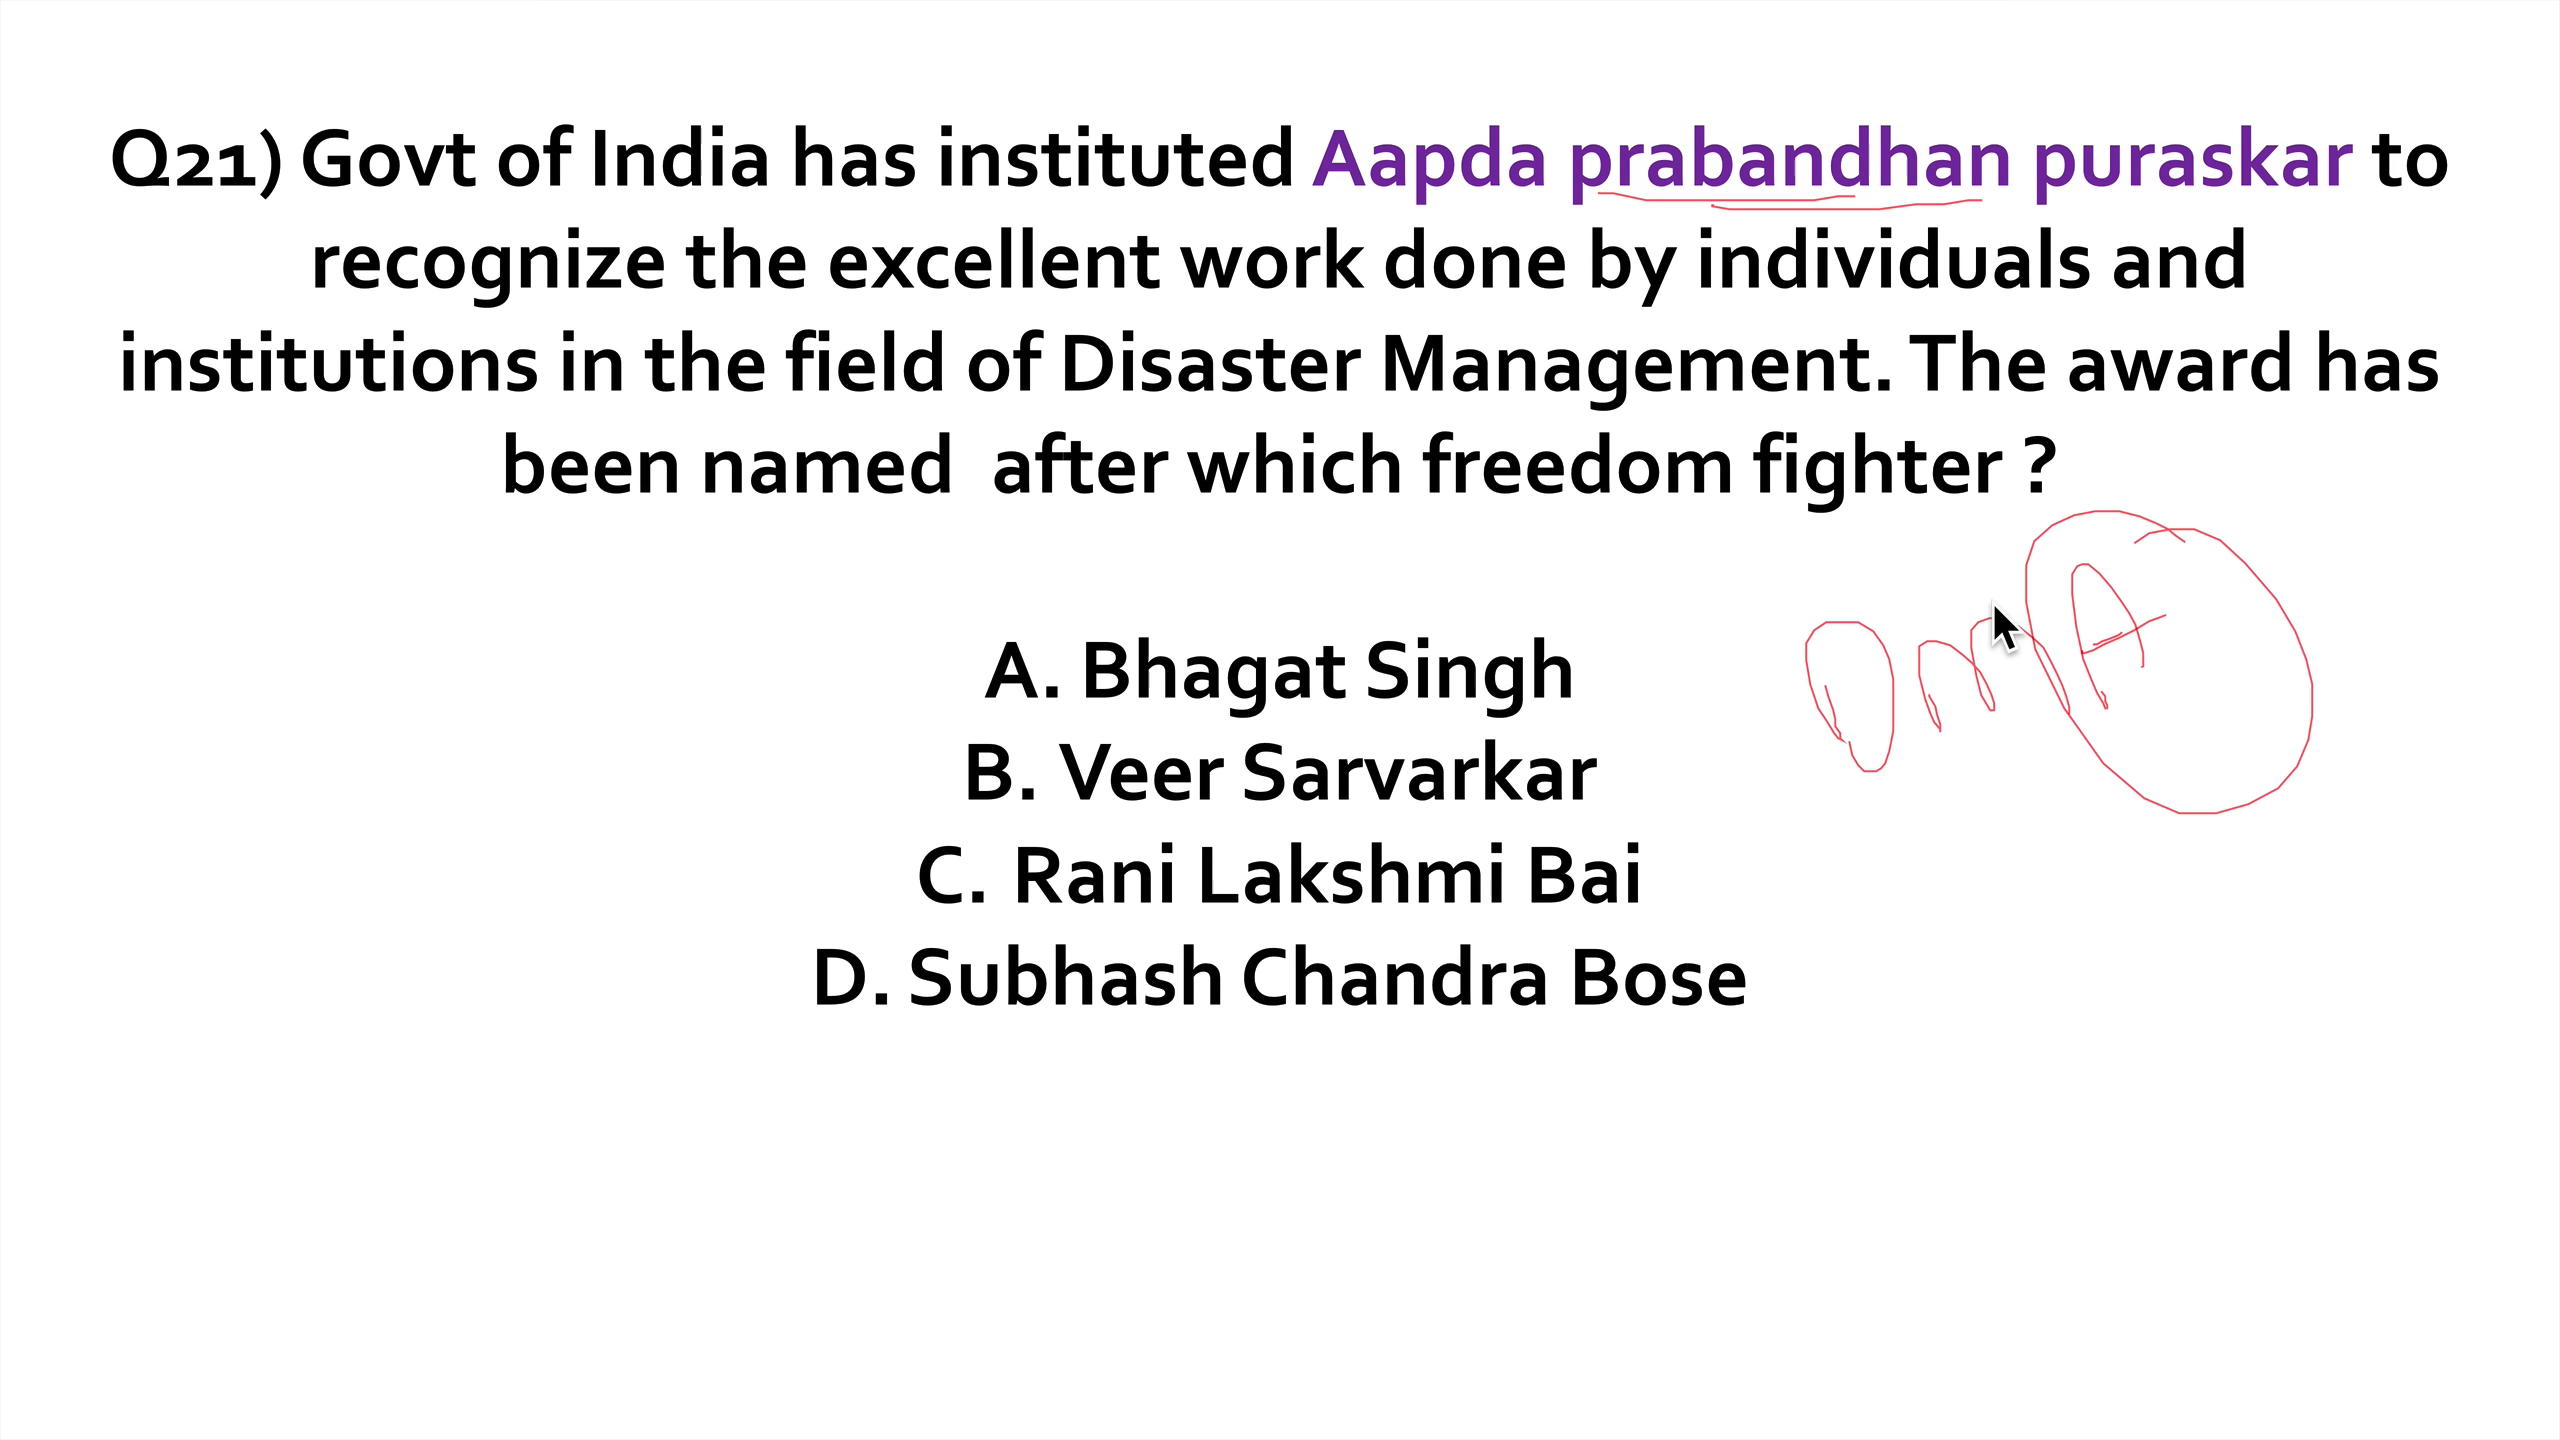 Q21) Govt of India has instituted Aapda prabandhan puraskar to
recognize the excellent work done by individuals and
institutions in the field of Disaster Management. The award has
been named after which freedom fighter ?
A. Bhagat Singh
B. Veer Sarvarkar
C. Rani Lakshmi Bai
D. Subhash Chandra Bose